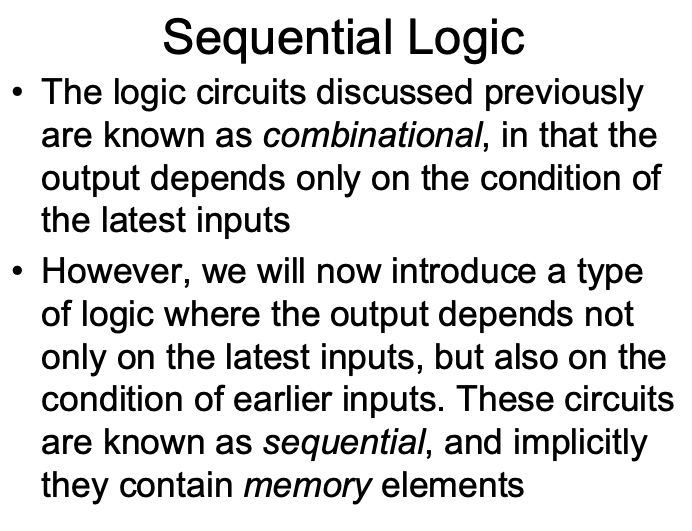 Sequential Logic
• The logic circuits discussed previously
are known as combinational, in that the
output depends only on the condition of
the latest inputs
• However, we will now introduce a type
of logic where the output depends not
only on the latest inputs, but also on the
condition of earlier inputs. These circuits
are known as sequential, and implicitly
they contain memory elements